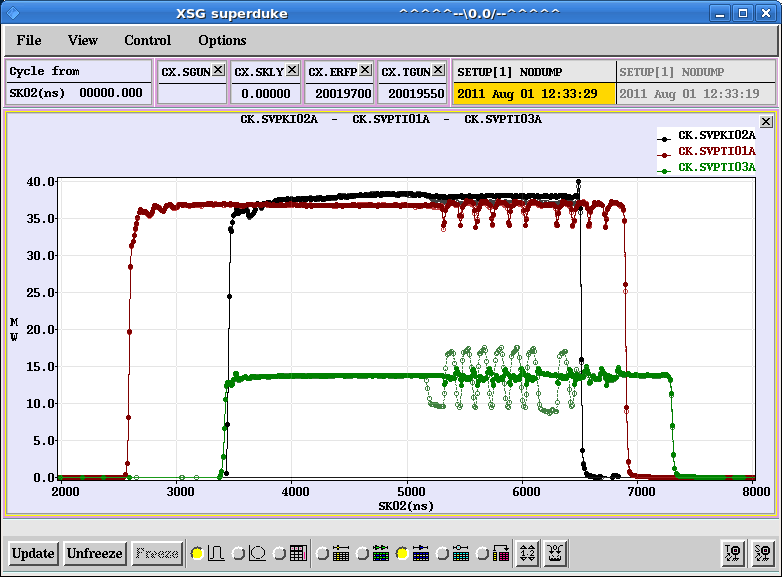 XSG superduke ^^^^^--\0.0/--^^^^^
File View Control Options
Cycle from CX.SGUN CX.SKLY CX.ERFP CX.TGUN SETUP[1] NODUMP SETUP[1] NODUMP
SK02(ns) 00000.000 0.00000 20019700 20019550 2011 Aug 01 12:33:29 2011 Aug 01 12:33:19
CK.SVPKI02A - CK.SVPTI01A - CK.SVPTI03A
CK.SVPKI02A
CK.SVPTI01A
CK.SVPTI03A
40.0
35.0
30.0
25.0
20.0
15.0
10.0
5.0
0.0
MW
2000 3000 4000 5000 6000 7000 8000
SK02(ns)
Update Unfreeze Freeze